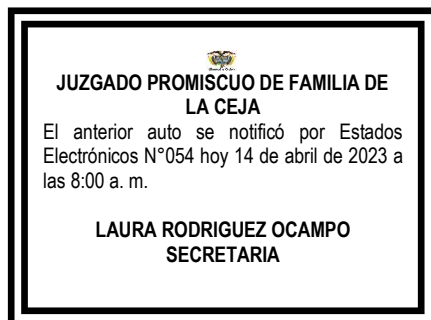 JUZGADO PROMISCUO DE FAMILIA DE
LA CEJA
El anterior auto se notificó por Estados
Electrónicos N°054 hoy 14 de abril de 2023 a
las 8:00 a. m.
LAURA RODRIGUEZ OCAMPO
SECRETARIA